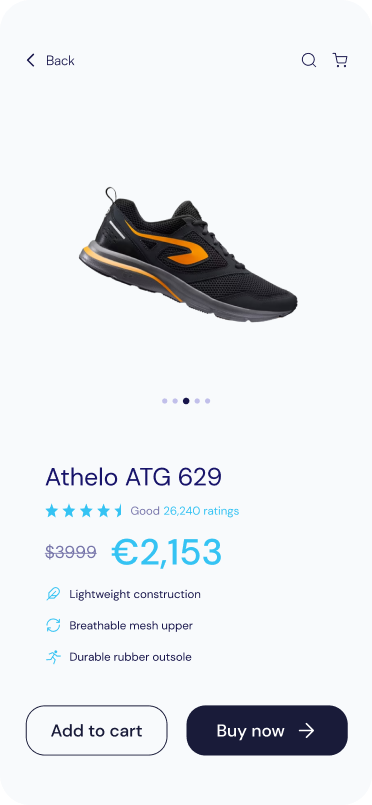 Back
Athelo ATG 629
Good 26,240 ratings
$3999 €2,153
Lightweight construction
Breathable mesh upper
Durable rubber outsole
Add to cart Buy now